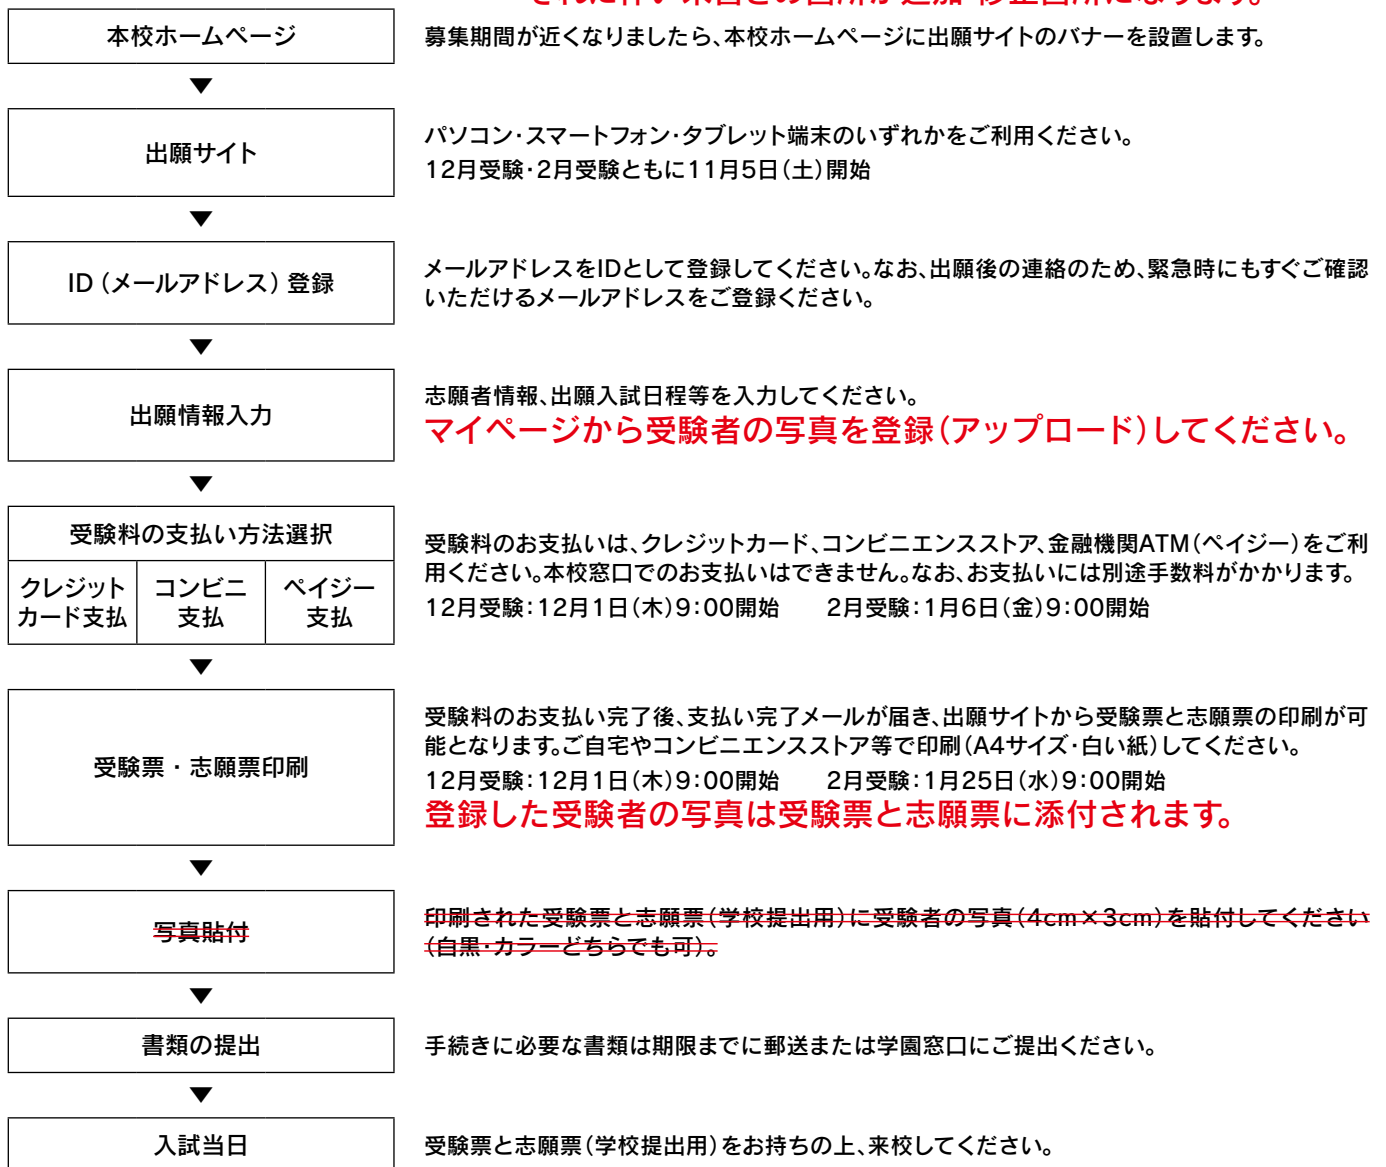 それに伴い朱書きの箇所が追加・修正箇所になります。
本校ホームページ
募集期間が近くなりましたら、本校ホームページに出願サイトのバナーを設置します。
▼
出願サイト
パソコン・スマートフォン・タブレット端末のいずれかをご利用ください。
12月受験・2月受験ともに11月5日(土)開始
▼
ID(メールアドレス)登録
メールアドレスをIDとして登録してください。なお、出願後の連絡のため、緊急時にもすぐご確認
いただけるメールアドレスをご登録ください。
▼
出願情報入力
志願者情報、出願入試日程等を入力してください。
マイページから受験者の写真を登録(アップロード)してください。
▼
受験料の支払い方法選択
クレジット
カード支払
コンビニ
支払
ペイジー
支払
受験料のお支払いは、クレジットカード、コンビニエンスストア、金融機関ATM(ペイジー)をご利
用ください。本校窓口でのお支払いはできません。なお、お支払いには別途手数料がかかります。
12月受験:12月1日(木)9:00開始　2月受験:1月6日(金)9:00開始
▼
受験票・志願票印刷
受験料のお支払い完了後、支払い完了メールが届き、出願サイトから受験票と志願票の印刷が可
能となります。ご自宅やコンビニエンスストア等で印刷(A4サイズ・白い紙)してください。
12月受験:12月1日(木)9:00開始　2月受験:1月25日(水)9:00開始
登録した受験者の写真は受験票と志願票に添付されます。
▼
写真貼付
印刷された受験票と志願票(学校提出用)に受験者の写真(4cm×3cm)を貼付してください
(白黒・カラーどちらでも可)。
▼
書類の提出
手続きに必要な書類は期限までに郵送または学園窓口にご提出ください。
▼
入試当日
受験票と志願票(学校提出用)をお持ちの上、来校してください。